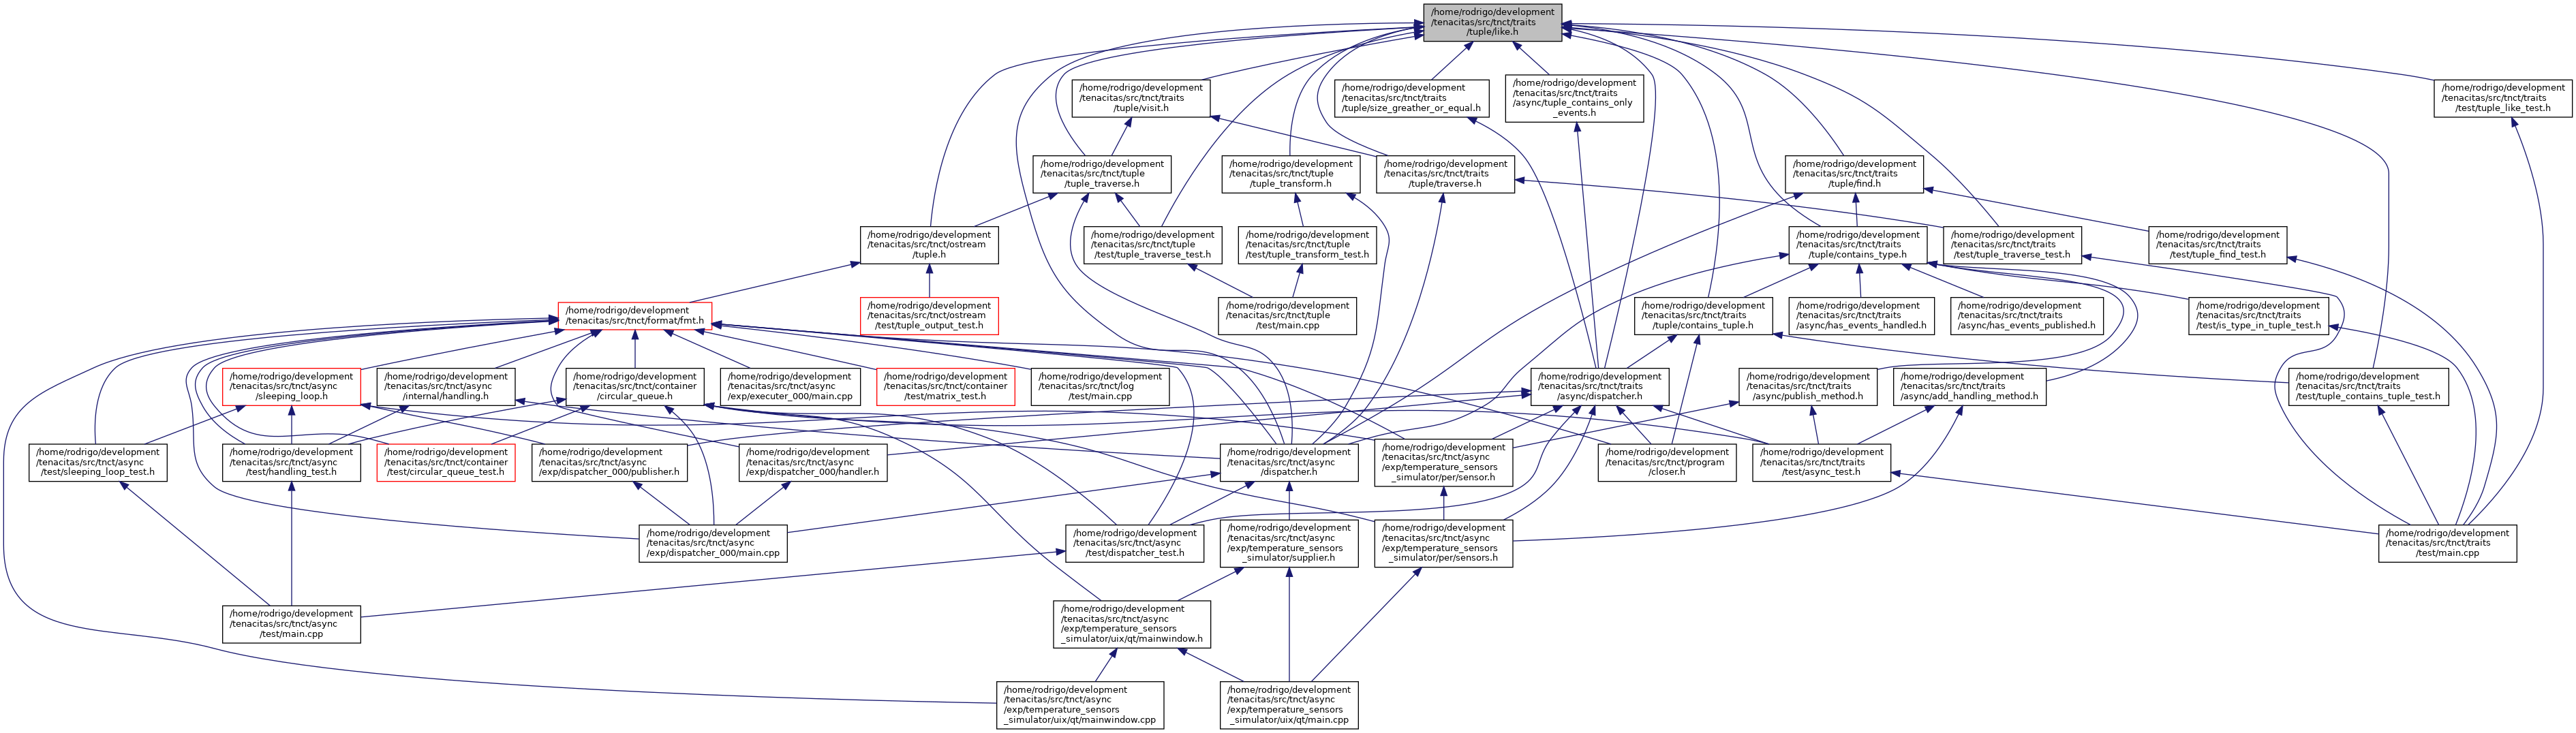 /home/rodrigo/development
/tenacitas/src/tnct/traits
/tuple/like.h
/home/rodrigo/development
/tenacitas/src/tnct/traits
/tuple/visit.h
/home/rodrigo/development
/tenacitas/src/tnct/traits
/tuple/size_greather_or_equal.h
/home/rodrigo/development
/tenacitas/src/tnct/traits
/async/tuple_contains_only
_events.h
/home/rodrigo/development
/tenacitas/src/tnct/traits
/test/tuple_like_test.h
/home/rodrigo/development
/tenacitas/src/tnct/tuple
/tuple_traverse.h
/home/rodrigo/development
/tenacitas/src/tnct/tuple
/tuple_transform.h
/home/rodrigo/development
/tenacitas/src/tnct/traits
/tuple/traverse.h
/home/rodrigo/development
/tenacitas/src/tnct/traits
/tuple/find.h
/home/rodrigo/development
/tenacitas/src/tnct/ostream
/tuple.h
/home/rodrigo/development
/tenacitas/src/tnct/tuple
/test/tuple_traverse_test.h
/home/rodrigo/development
/tenacitas/src/tnct/tuple
/test/tuple_transform_test.h
/home/rodrigo/development
/tenacitas/src/tnct/traits
/tuple/contains_type.h
/home/rodrigo/development
/tenacitas/src/tnct/traits
/test/tuple_traverse_test.h
/home/rodrigo/development
/tenacitas/src/tnct/traits
/test/tuple_find_test.h
/home/rodrigo/development
/tenacitas/src/tnct/format/fmt.h
/home/rodrigo/development
/tenacitas/src/tnct/ostream
/test/tuple_output_test.h
/home/rodrigo/development
/tenacitas/src/tnct/tuple
/test/main.cpp
/home/rodrigo/development
/tenacitas/src/tnct/traits
/tuple/contains_tuple.h
/home/rodrigo/development
/tenacitas/src/tnct/traits
/async/has_events_handled.h
/home/rodrigo/development
/tenacitas/src/tnct/traits
/async/has_events_published.h
/home/rodrigo/development
/tenacitas/src/tnct/traits
/test/is_type_in_tuple_test.h
/home/rodrigo/development
/tenacitas/src/tnct/async
/sleeping_loop.h
/home/rodrigo/development
/tenacitas/src/tnct/async
/internal/handling.h
/home/rodrigo/development
/tenacitas/src/tnct/container
/circular_queue.h
/home/rodrigo/development
/tenacitas/src/tnct/async
/exp/executer_000/main.cpp
/home/rodrigo/development
/tenacitas/src/tnct/container
/test/matrix_test.h
/home/rodrigo/development
/tenacitas/src/tnct/log
/test/main.cpp
/home/rodrigo/development
/tenacitas/src/tnct/traits
/async/dispatcher.h
/home/rodrigo/development
/tenacitas/src/tnct/traits
/async/publish_method.h
/home/rodrigo/development
/tenacitas/src/tnct/traits
/async/add_handling_method.h
/home/rodrigo/development
/tenacitas/src/tnct/traits
/test/tuple_contains_tuple_test.h
/home/rodrigo/development
/tenacitas/src/tnct/async
/test/sleeping_loop_test.h
/home/rodrigo/development
/tenacitas/src/tnct/async
/test/handling_test.h
/home/rodrigo/development
/tenacitas/src/tnct/container
/test/circular_queue_test.h
/home/rodrigo/development
/tenacitas/src/tnct/async
/exp/dispatcher_000/publisher.h
/home/rodrigo/development
/tenacitas/src/tnct/async
/exp/dispatcher_000/handler.h
/home/rodrigo/development
/tenacitas/src/tnct/async
/dispatcher.h
/home/rodrigo/development
/tenacitas/src/tnct/async
/exp/temperature_sensors
_simulator/per/sensor.h
/home/rodrigo/development
/tenacitas/src/tnct/program
/closer.h
/home/rodrigo/development
/tenacitas/src/tnct/traits
/test/async_test.h
/home/rodrigo/development
/tenacitas/src/tnct/async
/exp/dispatcher_000/main.cpp
/home/rodrigo/development
/tenacitas/src/tnct/async
/test/dispatcher_test.h
/home/rodrigo/development
/tenacitas/src/tnct/async
/exp/temperature_sensors
_simulator/supplier.h
/home/rodrigo/development
/tenacitas/src/tnct/async
/exp/temperature_sensors
_simulator/per/sensors.h
/home/rodrigo/development
/tenacitas/src/tnct/traits
/test/main.cpp
/home/rodrigo/development
/tenacitas/src/tnct/async
/test/main.cpp
/home/rodrigo/development
/tenacitas/src/tnct/async
/exp/temperature_sensors
_simulator/uix/qt/mainwindow.h
/home/rodrigo/development
/tenacitas/src/tnct/async
/exp/temperature_sensors
_simulator/uix/qt/mainwindow.cpp
/home/rodrigo/development
/tenacitas/src/tnct/async
/exp/temperature_sensors
_simulator/uix/qt/main.cpp